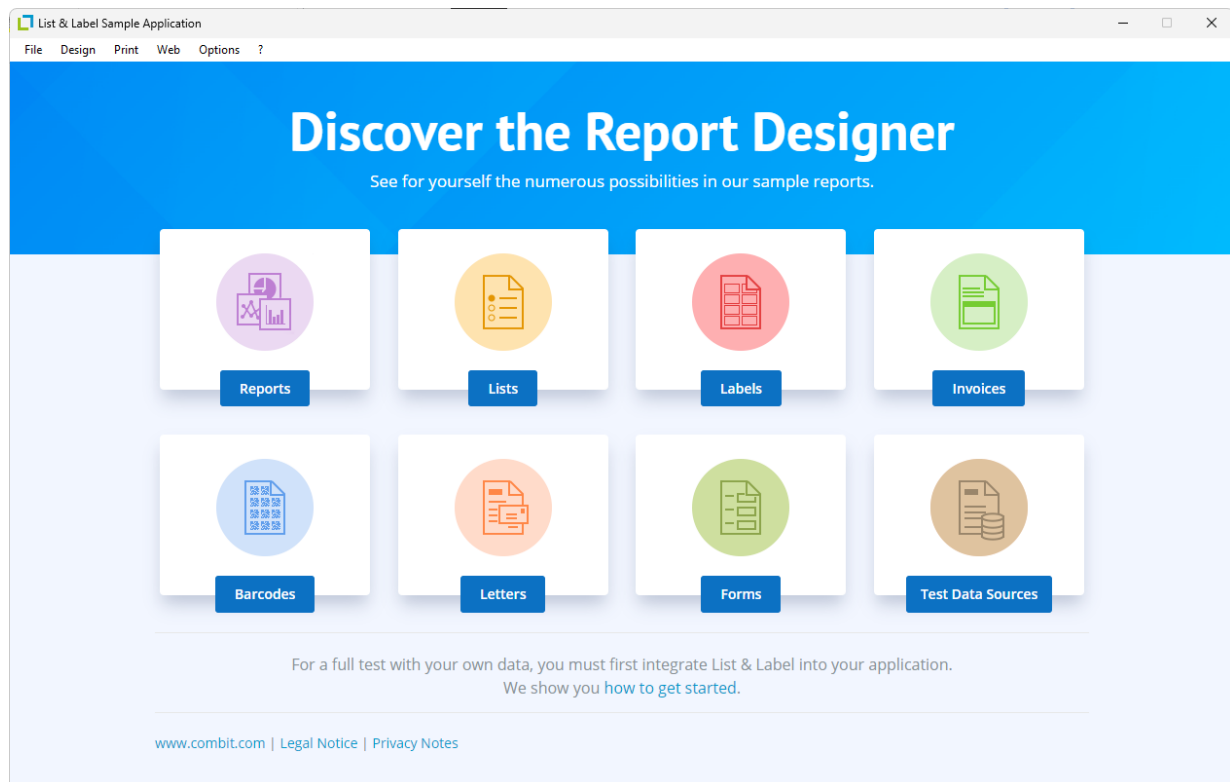 List & Label Sample Application
File Design Print Web Options ?
Discover the Report Designer
See for yourself the numerous possibilities in our sample reports.
Reports Lists Labels Invoices
Barcodes Letters Forms Test Data Sources
For a full test with your own data, you must first integrate List & Label into your application.
We show you how to get started.
www.combit.com | Legal Notice | Privacy Notes